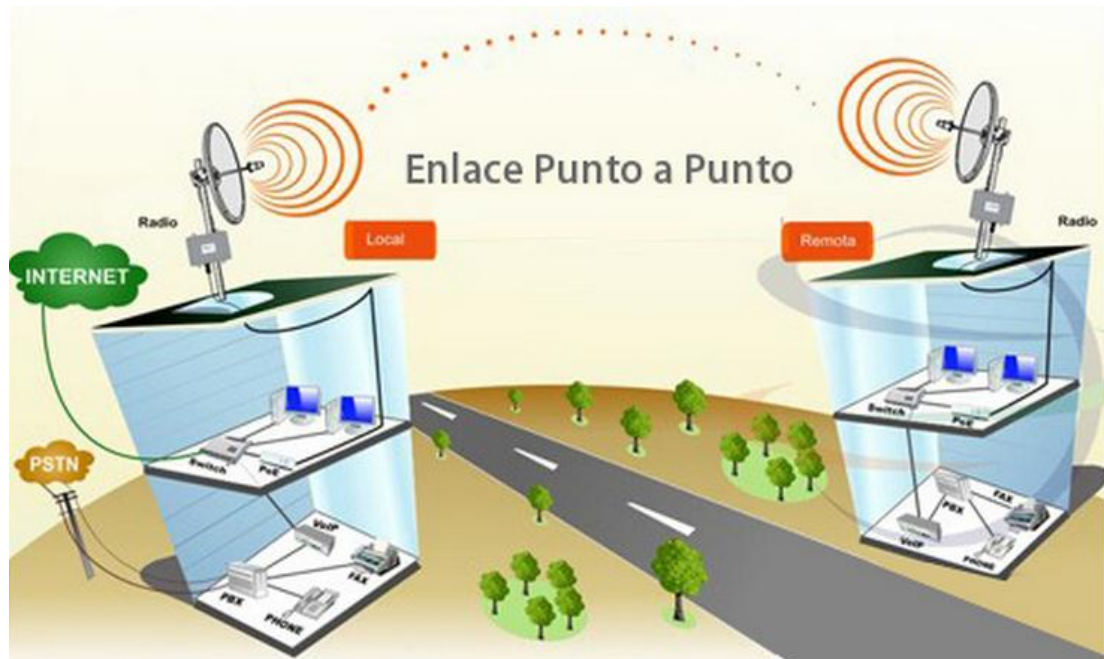 Enlace Punto a Punto
Radio
Local
Remota
Radio
INTERNET
Switch
PoE
PSTN
VoIP
PBX
FAX
PHONE
Switch
PoE
PBX
FAX
VoIP
PHONE